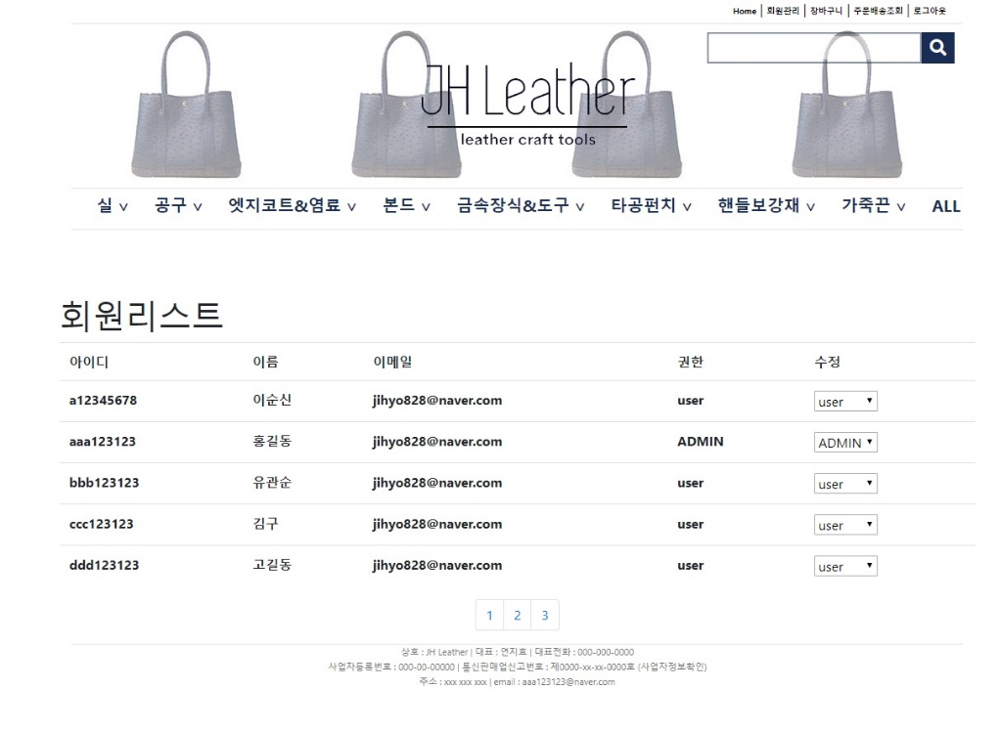 Home | 회원관리 | 장바구니 | 주문배송조회 | 로그아웃
JH Leather
leather craft tools
실 ∨ 공구 ∨ 엣지코트&염료 ∨ 본드 ∨ 금속장식&도구 ∨ 타공펀치 ∨ 핸들보강재 ∨ 가죽끈 ∨ ALL
회원리스트
아이디 이름 이메일 권한 수정
a12345678 이순신 jihyo828@naver.com user user
aaa123123 홍길동 jihyo828@naver.com ADMIN ADMIN
bbb123123 유관순 jihyo828@naver.com user user
ccc123123 김구 jihyo828@naver.com user user
ddd123123 고길동 jihyo828@naver.com user user
1 2 3
상호 : JH Leather | 대표 : 연지효 | 대표전화 : 000-000-0000
사업자등록번호 : 000-00-00000 | 통신판매업신고번호 : 제0000-xx-xx-0000호 (사업자정보확인)
주소 : xxx xxx xxx | email : aaa123123@naver.com